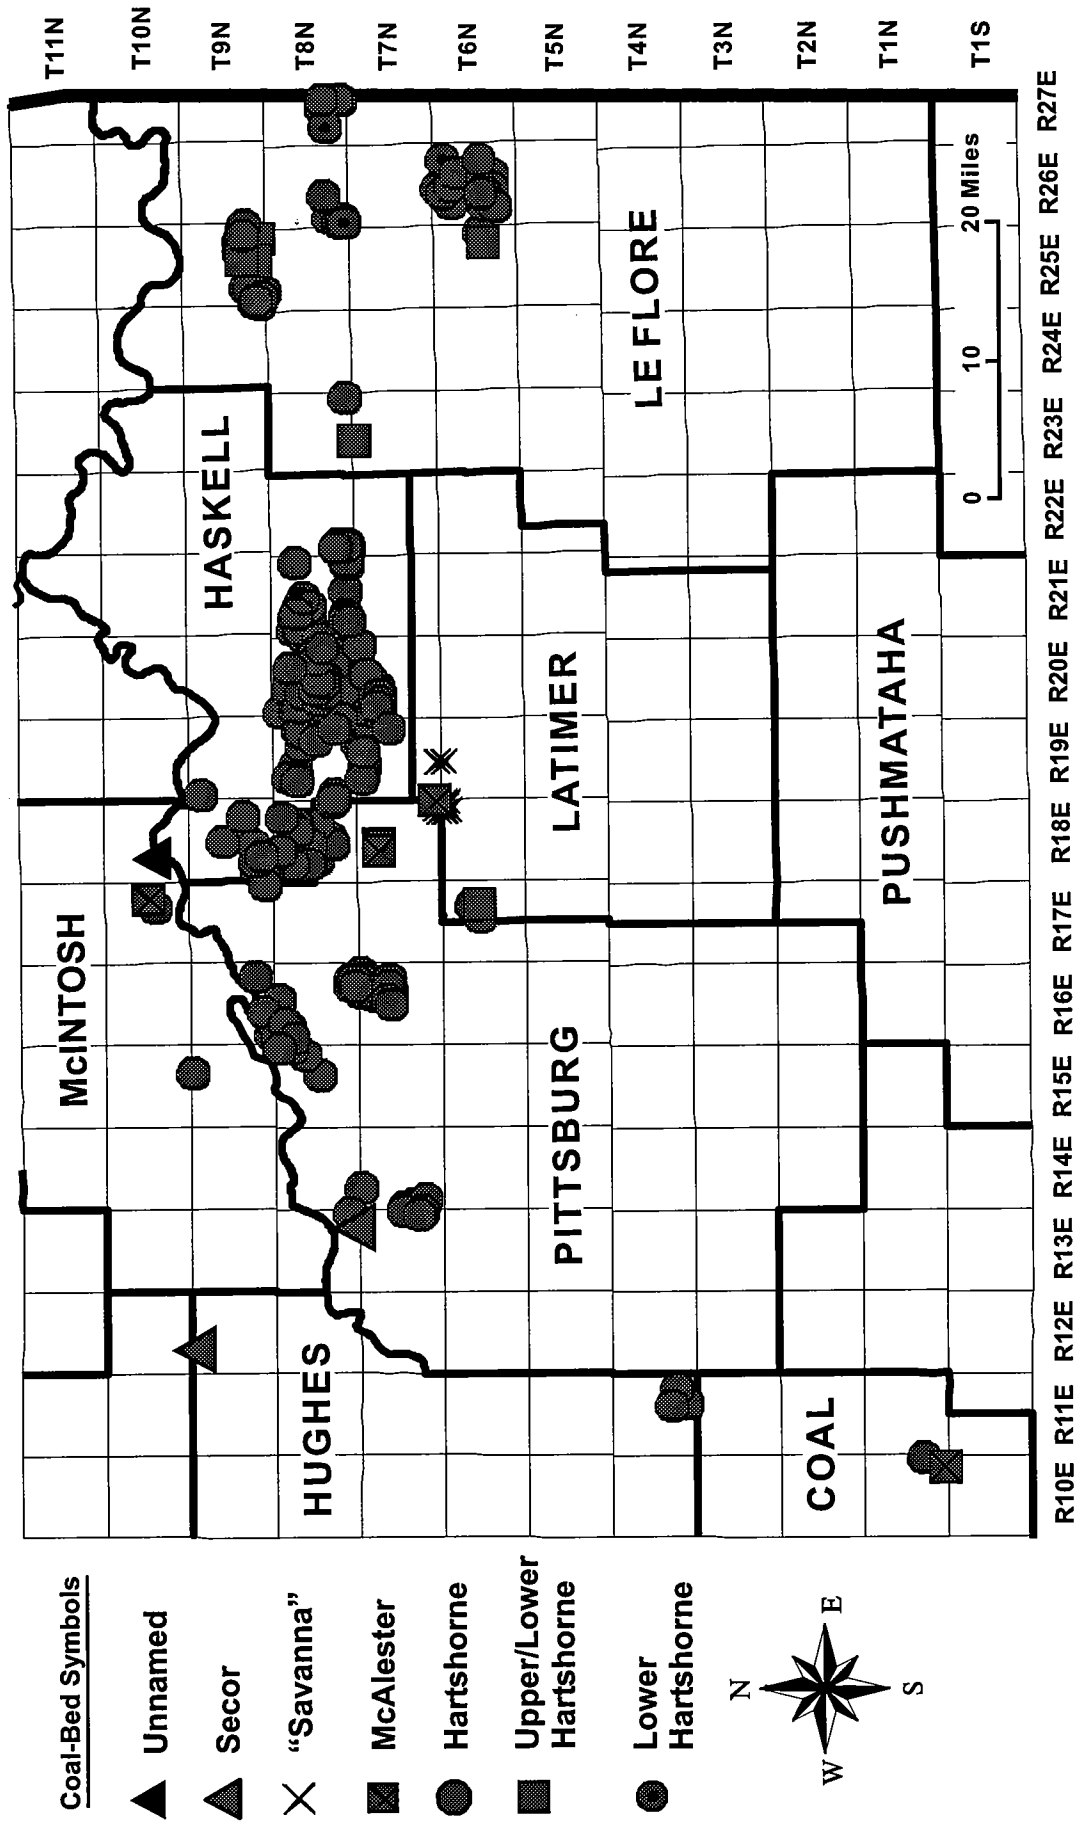 T11N
T10N
T9N
T8N
T7N
T6N
T5N
T4N
T3N
T2N
T1N
T1S
McINTOSH
HASKELL
HUGHES
LE FLORE
LATIMER
PITTSBURG
PUSHMATAHA
COAL
0 10 20 Miles
R10E R11E R12E R13E R14E R15E R16E R17E R18E R19E R20E R21E R22E R23E R24E R25E R26E R27E
Coal-Bed Symbols
Unnamed
Secor
“Savanna”
McAlester
Hartshorne
Upper/Lower
Hartshorne
Lower
Hartshorne
N
W E
S